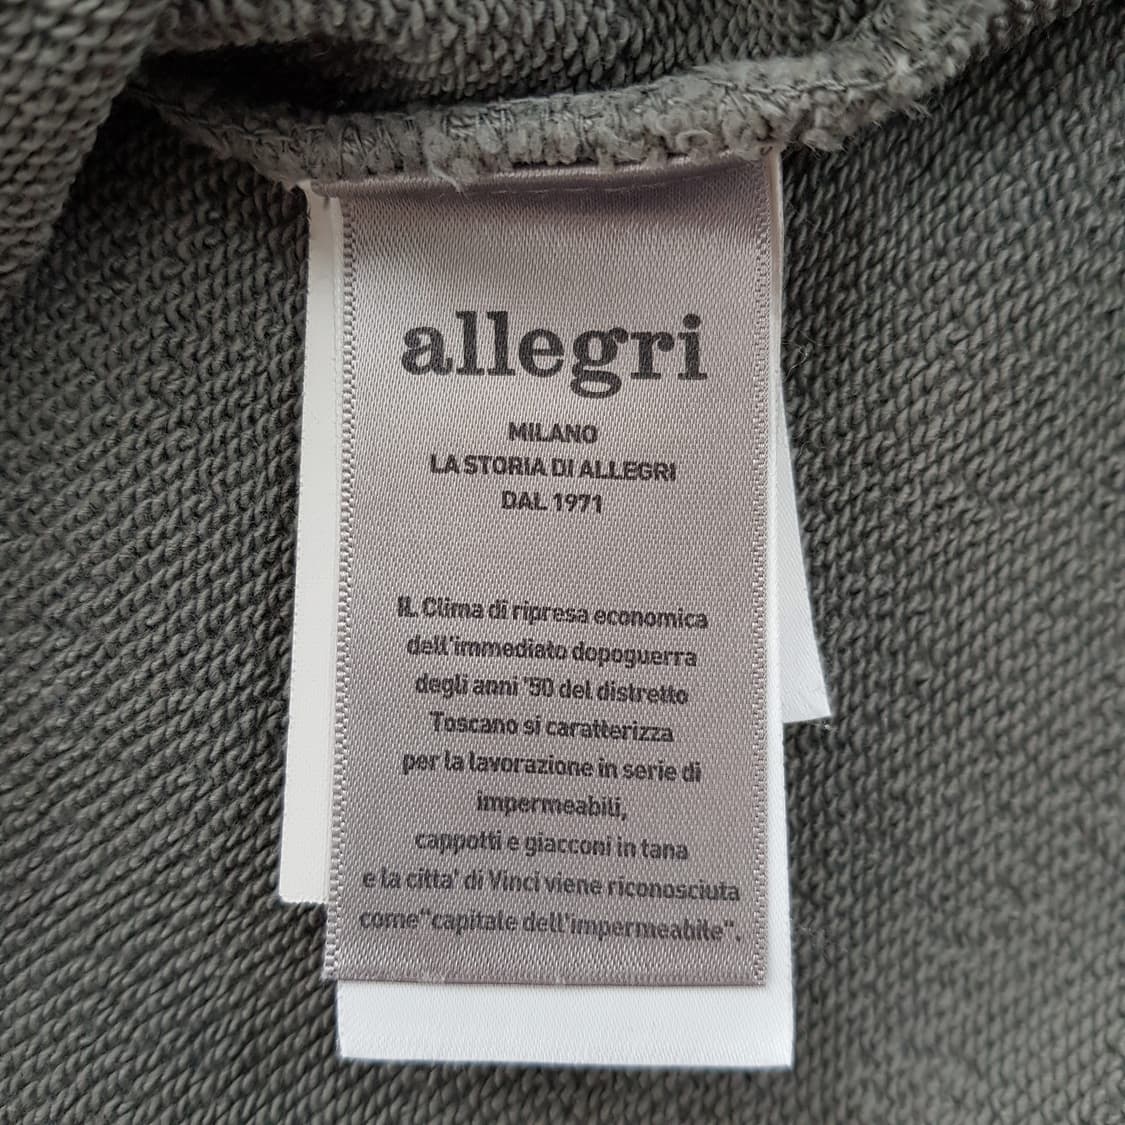 allegri
MILANO
LA STORIA DI ALLEGRI
DAL 1971
IL Clima di ripresa economica
dell'immediato dopoguerra
degli anni '50 del distretto
Toscano si caratterizza
per la lavorazione in serie di
impermeabili,
cappotti e giacconi in tana
e la citta' di Vinci viene riconosciuta
come"capitale dell'impermeabile".